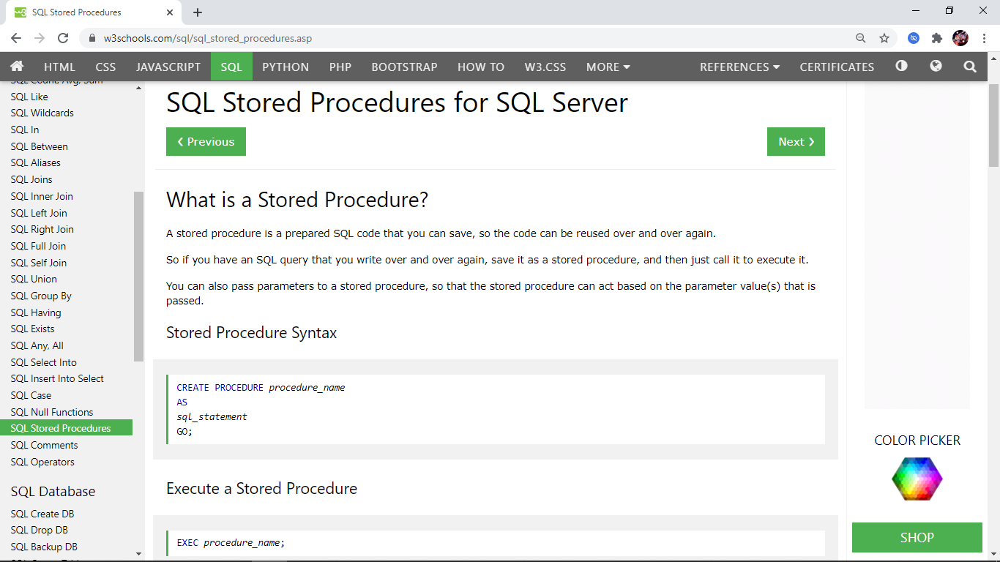 SQL Stored Procedures
w3schools.com/sql/sql_stored_procedures.asp
HTML CSS JAVASCRIPT SQL PYTHON PHP BOOTSTRAP HOW TO W3.CSS MORE REFERENCES CERTIFICATES
SQL Count, Avg, Sum
SQL Like
SQL Wildcards
SQL In
SQL Between
SQL Aliases
SQL Joins
SQL Inner Join
SQL Left Join
SQL Right Join
SQL Full Join
SQL Self Join
SQL Union
SQL Group By
SQL Having
SQL Exists
SQL Any, All
SQL Select Into
SQL Insert Into Select
SQL Case
SQL Null Functions
SQL Stored Procedures
SQL Comments
SQL Operators
SQL Database
SQL Create DB
SQL Drop DB
SQL Backup DB
SQL Stored Procedures for SQL Server
❮ Previous
Next ❯
What is a Stored Procedure?
A stored procedure is a prepared SQL code that you can save, so the code can be reused over and over again.
So if you have an SQL query that you write over and over again, save it as a stored procedure, and then just call it to execute it.
You can also pass parameters to a stored procedure, so that the stored procedure can act based on the parameter value(s) that is
passed.
Stored Procedure Syntax
CREATE PROCEDURE procedure_name
AS
sql_statement
GO;
Execute a Stored Procedure
EXEC procedure_name;
COLOR PICKER
SHOP